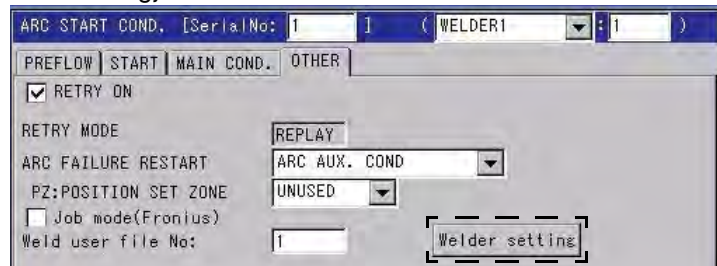 ARC START COND. [SerialNo: 1 ] ( WELDER1 : 1 )
PREFLOW START MAIN COND. OTHER
RETRY ON
RETRY MODE REPLAY
ARC FAILURE RESTART ARC AUX. COND
PZ:POSITION SET ZONE UNUSED
Job mode(Fronius)
Weld user file No: 1 Welder setting